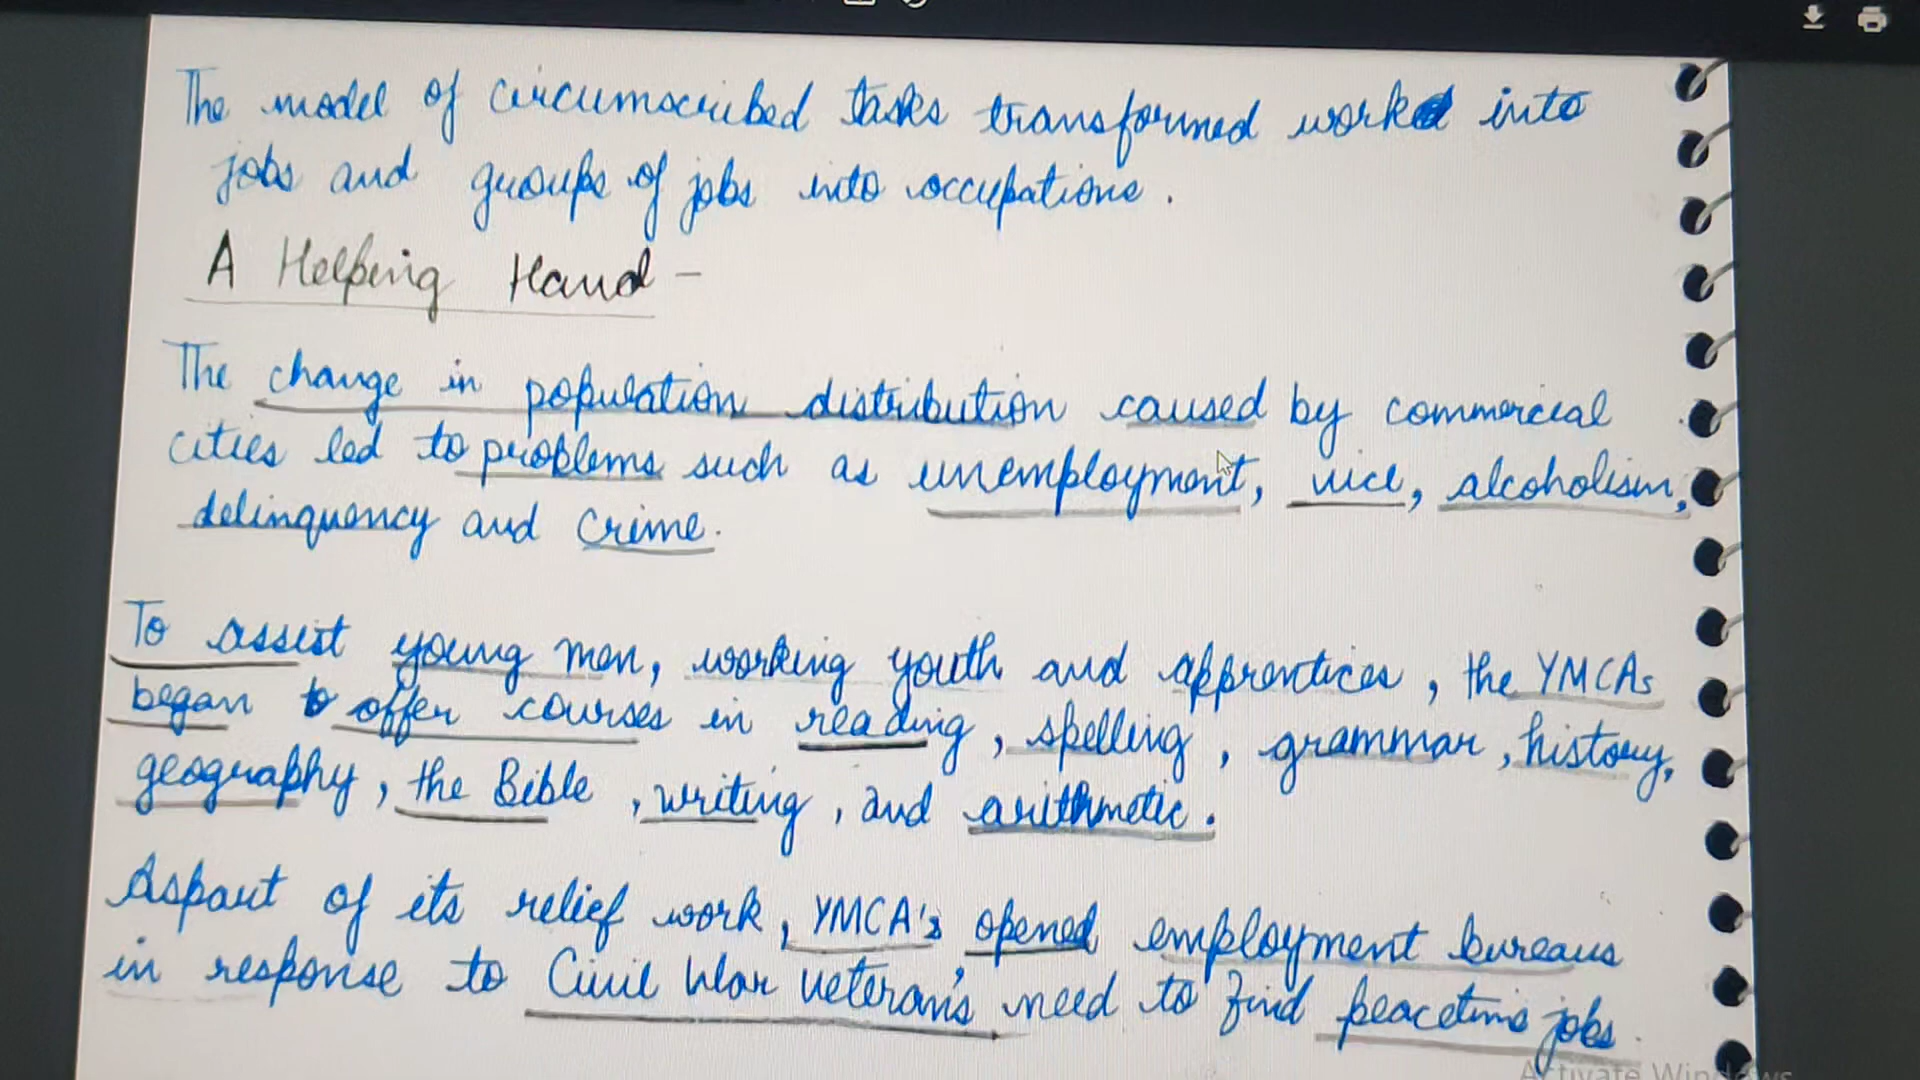 The model of circumscribed tasks transformed work into
jobs and groups of jobs into occupations.
A Helping Hand -
The change in population distribution caused by commercial
cities led to problems such as unemployment, vice, alcoholism,
delinquency and crime.
To assist young men, working youth and apprentices, the YMCAs
began to offer courses in reading, spelling, grammar, history,
geography, the Bible, writing, and arithmetic.
As part of its relief work, YMCA's opened employment bureaus
in response to Civil War veteran's need to find peacetime jobs.
Activate Windows